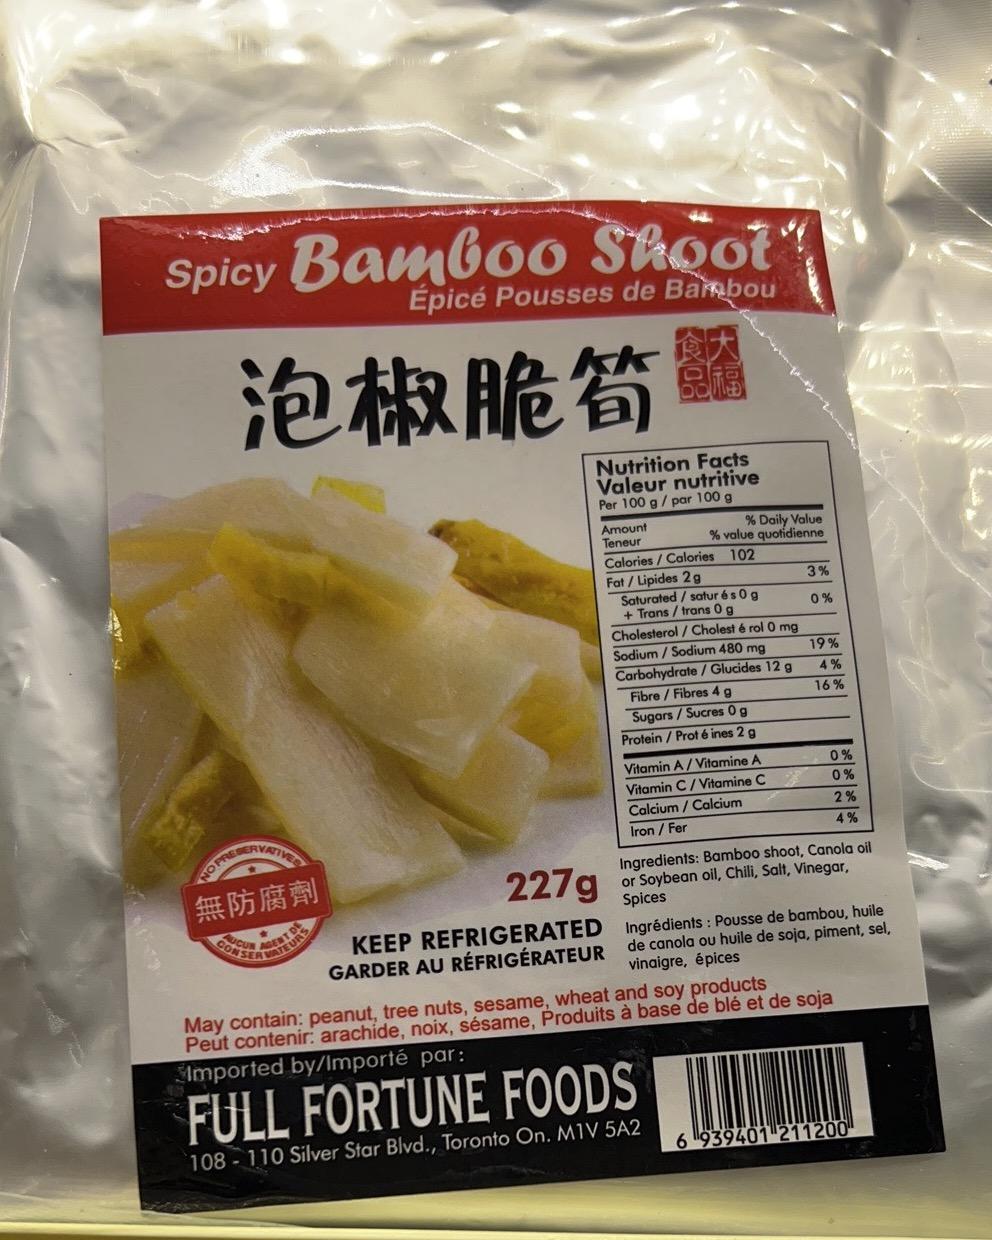 Spicy Bamboo Shoot
Épicé Pousses de Bambou
泡椒脆筍
大福食品
Nutrition Facts
Valeur nutritive
Per 100 g / par 100 g
Amount % Daily Value
Teneur % value quotidienne
Calories / Calories 102
Fat / Lipides 2 g 3 %
Saturated / satur é s 0 g 0 %
+ Trans / trans 0 g
Cholesterol / Cholest é rol 0 mg
Sodium / Sodium 480 mg 19 %
Carbohydrate / Glucides 12 g 4 %
Fibre / Fibres 4 g 16 %
Sugars / Sucres 0 g
Protein / Prot é ines 2 g
Vitamin A / Vitamine A 0 %
Vitamin C / Vitamine C 0 %
Calcium / Calcium 2 %
Iron / Fer 4 %
NO PRESERVATIVES
無防腐劑
AUCUN AGENT DE
CONSERVATEURS
227g
KEEP REFRIGERATED
GARDER AU RÉFRIGÉRATEUR
Ingredients: Bamboo shoot, Canola oil
or Soybean oil, Chili, Salt, Vinegar,
Spices
Ingrédients : Pousse de bambou, huile
de canola ou huile de soja, piment, sel,
vinaigre, épices
May contain: peanut, tree nuts, sesame, wheat and soy products
Peut contenir: arachide, noix, sésame, Produits à base de blé et de soja
Imported by/Importé par:
FULL FORTUNE FOODS
108 - 110 Silver Star Blvd., Toronto On. M1V 5A2
6 939401 211200